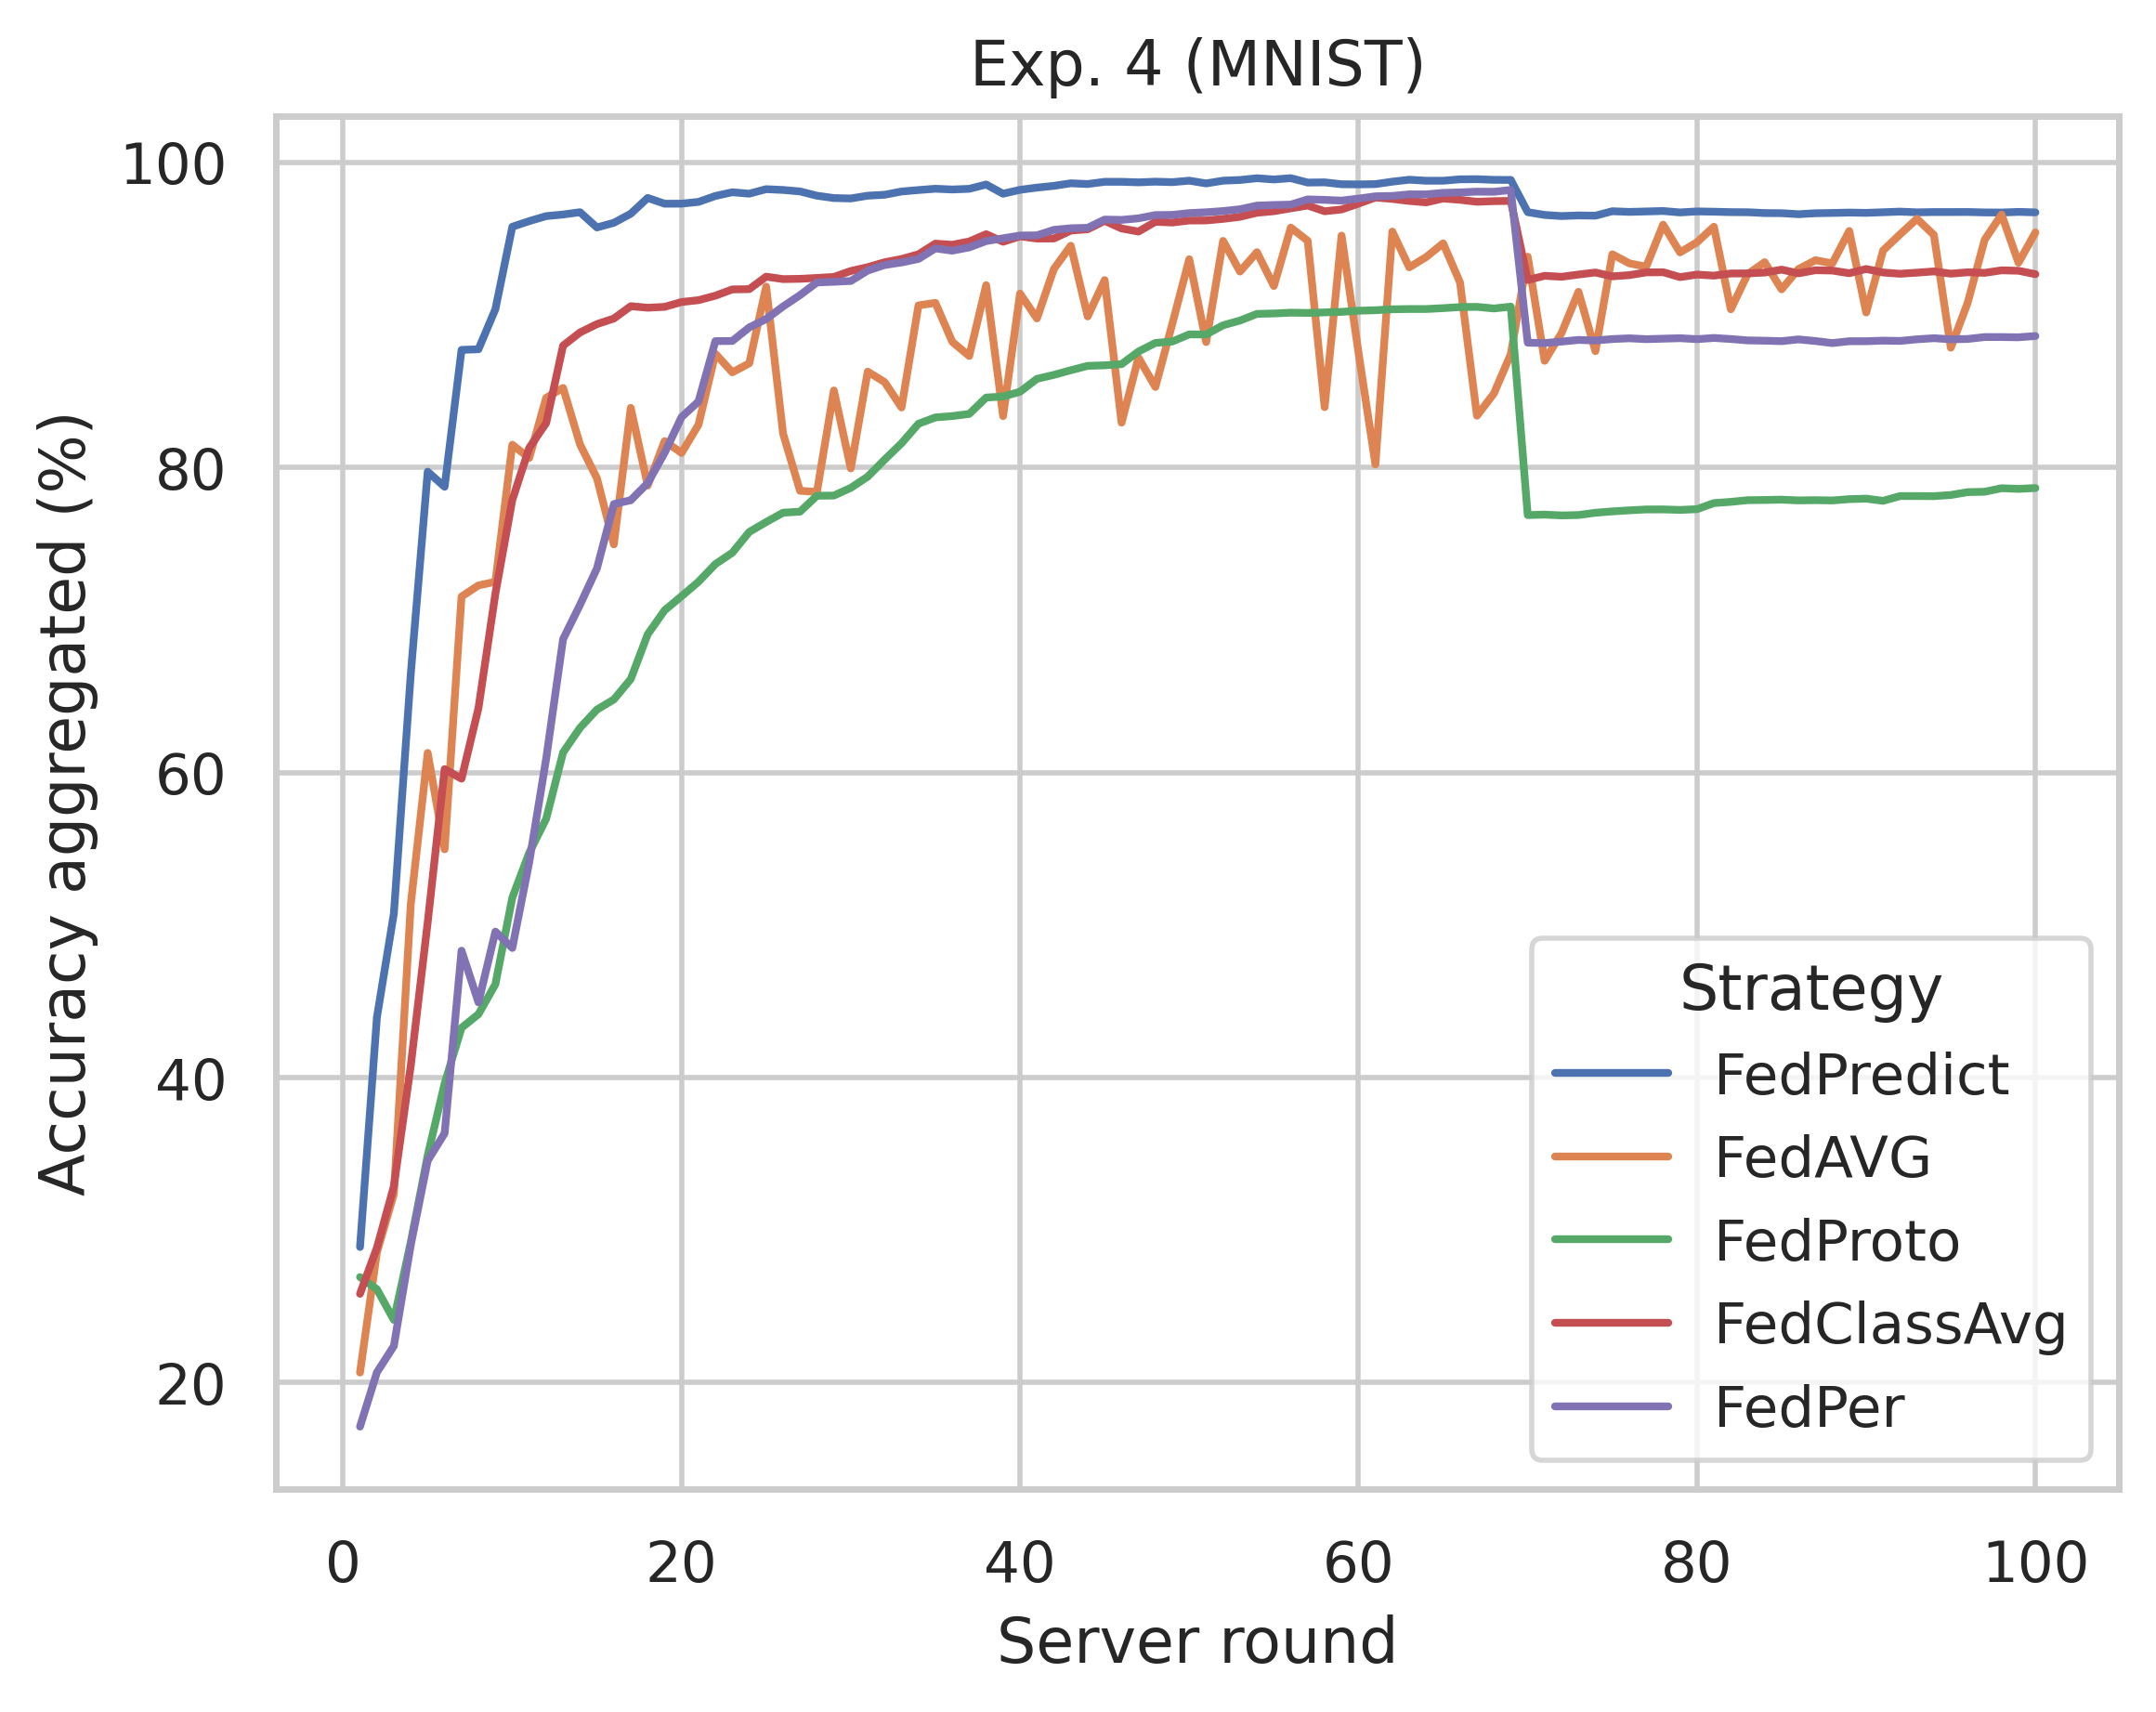 Exp. 4 (MNIST)
Accuracy aggregated (%)
100
80
60
40
20
0 20 40 60 80 100
Server round
Strategy
FedPredict
FedAVG
FedProto
FedClassAvg
FedPer